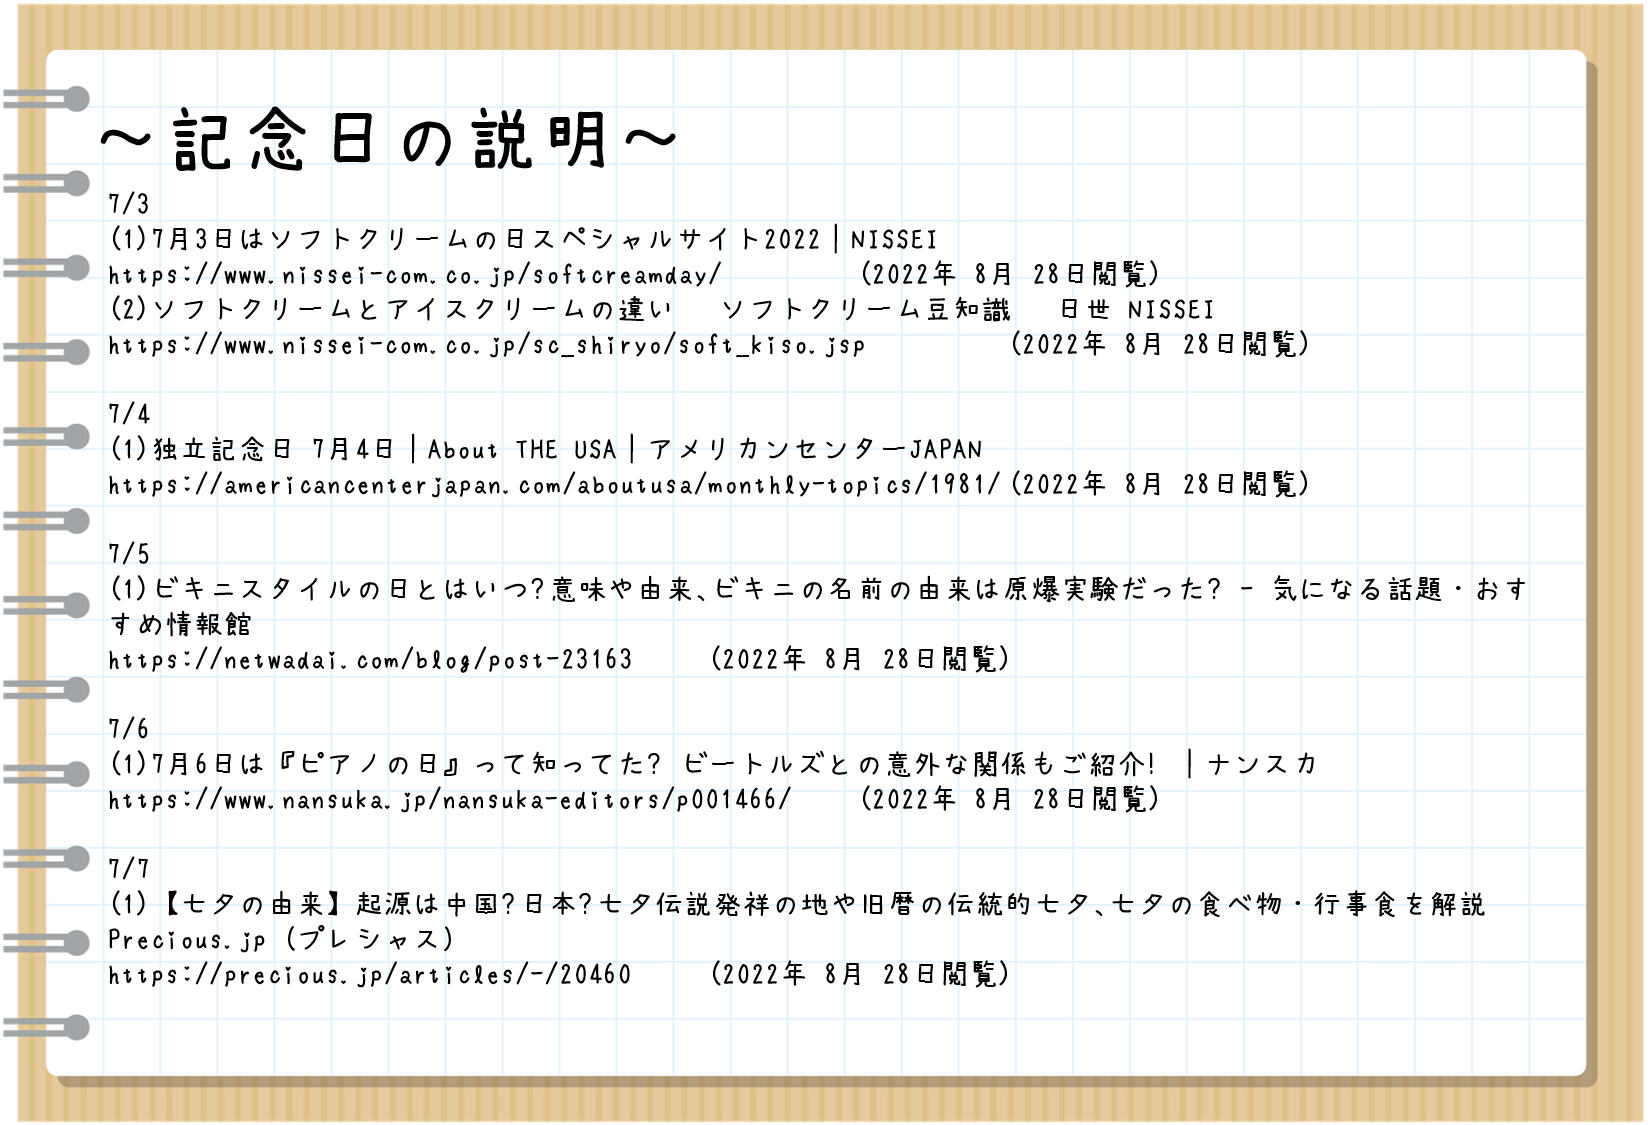 ～記念日の説明～
7/3
(1)7月3日はソフトクリームの日スペシャルサイト2022｜NISSEI
https://www.nissei-com.co.jp/softcreamday/ (2022年 8月 28日閲覧)
(2)ソフトクリームとアイスクリームの違い ソフトクリーム豆知識 日世 NISSEI
https://www.nissei-com.co.jp/sc_shiryo/soft_kiso.jsp (2022年 8月 28日閲覧)
7/4
(1)独立記念日 7月4日｜About THE USA｜アメリカンセンターJAPAN
https://americancenterjapan.com/aboutusa/monthly-topics/1981/ (2022年 8月 28日閲覧)
7/5
(1)ビキニスタイルの日とはいつ?意味や由来、ビキニの名前の由来は原爆実験だった? - 気になる話題・おす
すめ情報館
https://netwadai.com/blog/post-23163 (2022年 8月 28日閲覧)
7/6
(1)7月6日は『ピアノの日』って知ってた? ビートルズとの意外な関係もご紹介! ｜ナンスカ
https://www.nansuka.jp/nansuka-editors/p001466/ (2022年 8月 28日閲覧)
7/7
(1)【七夕の由来】起源は中国?日本?七夕伝説発祥の地や旧暦の伝統的七夕、七夕の食べ物・行事食を解説
Precious.jp (プレシャス)
https://precious.jp/articles/-/20460 (2022年 8月 28日閲覧)